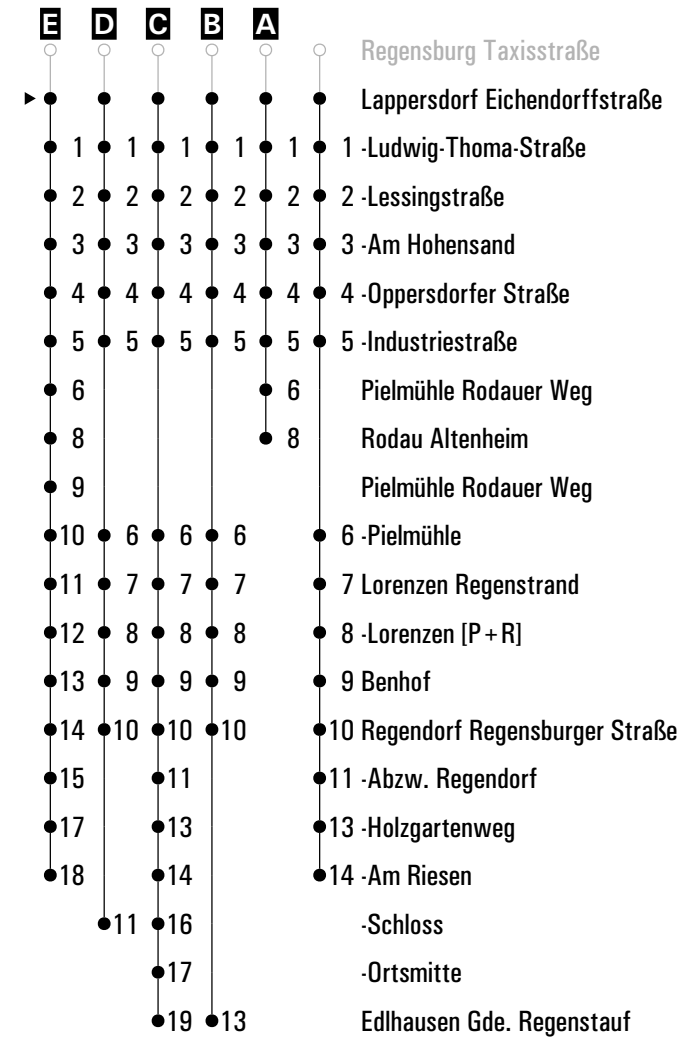 E D C B A
Regensburg Taxisstraße
Lappersdorf Eichendorffstraße
1 1 1 1 1 1 -Ludwig-Thoma-Straße
2 2 2 2 2 2 -Lessingstraße
3 3 3 3 3 3 -Am Hohensand
4 4 4 4 4 4 -Oppersdorfer Straße
5 5 5 5 5 5 -Industriestraße
6 6 Pielmühle Rodauer Weg
8 8 Rodau Altenheim
9 Pielmühle Rodauer Weg
10 6 6 6 6 -Pielmühle
11 7 7 7 7 Lorenzen Regenstrand
12 8 8 8 8 -Lorenzen [P+R]
13 9 9 9 9 Benhof
14 10 10 10 10 Regendorf Regensburger Straße
15 11 11 -Abzw. Regendorf
17 13 13 -Holzgartenweg
18 14 14 -Am Riesen
11 16 -Schloss
17 -Ortsmitte
19 13 Edlhausen Gde. Regenstauf